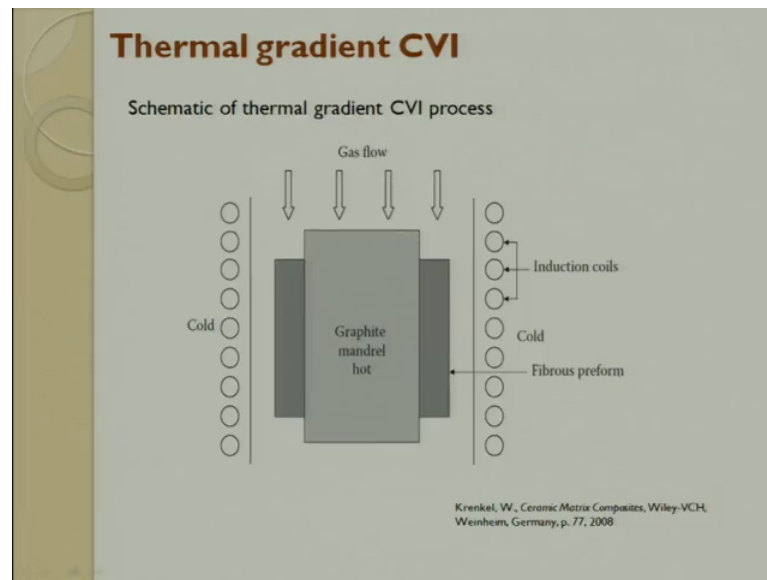 Thermal gradient CVI
Schematic of thermal gradient CVI process
Gas flow
Induction coils
Cold
Graphite
mandrel
hot
Cold
Fibrous preform
Krenkel, W., Ceramic Matrix Composites, Wiley-VCH,
Weinheim, Germany, p. 77, 2008